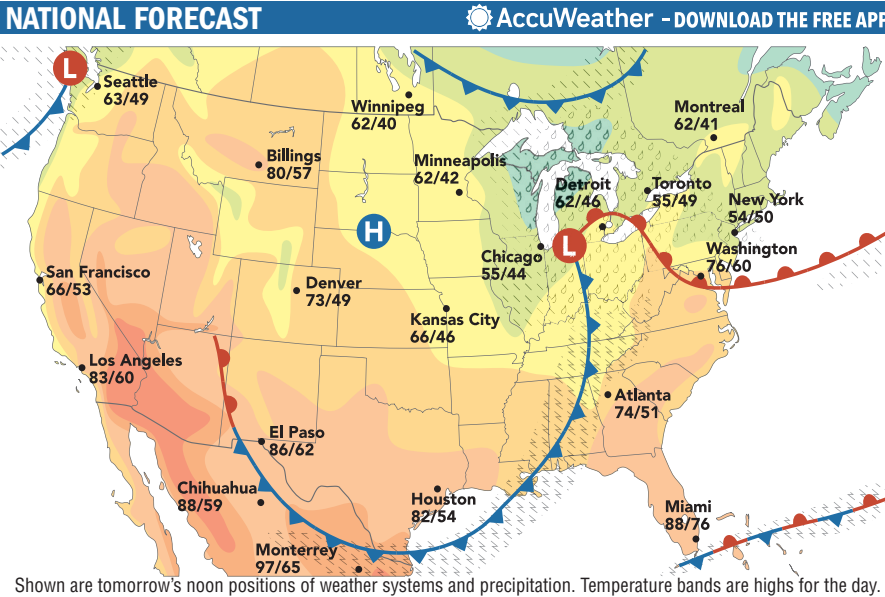 NATIONAL FORECAST
AccuWeather - DOWNLOAD THE FREE APP
L
Seattle
63/49
Winnipeg
62/40
Montreal
62/41
Billings
80/57
Minneapolis
62/42
Detroit
62/46
Toronto
55/49
New York
54/50
H
L
Chicago
55/44
Washington
76/60
San Francisco
66/53
Denver
73/49
Kansas City
66/46
Los Angeles
83/60
Atlanta
74/51
El Paso
86/62
Chihuahua
88/59
Houston
82/54
Miami
88/76
Monterrey
97/65
Shown are tomorrow's noon positions of weather systems and precipitation. Temperature bands are highs for the day.